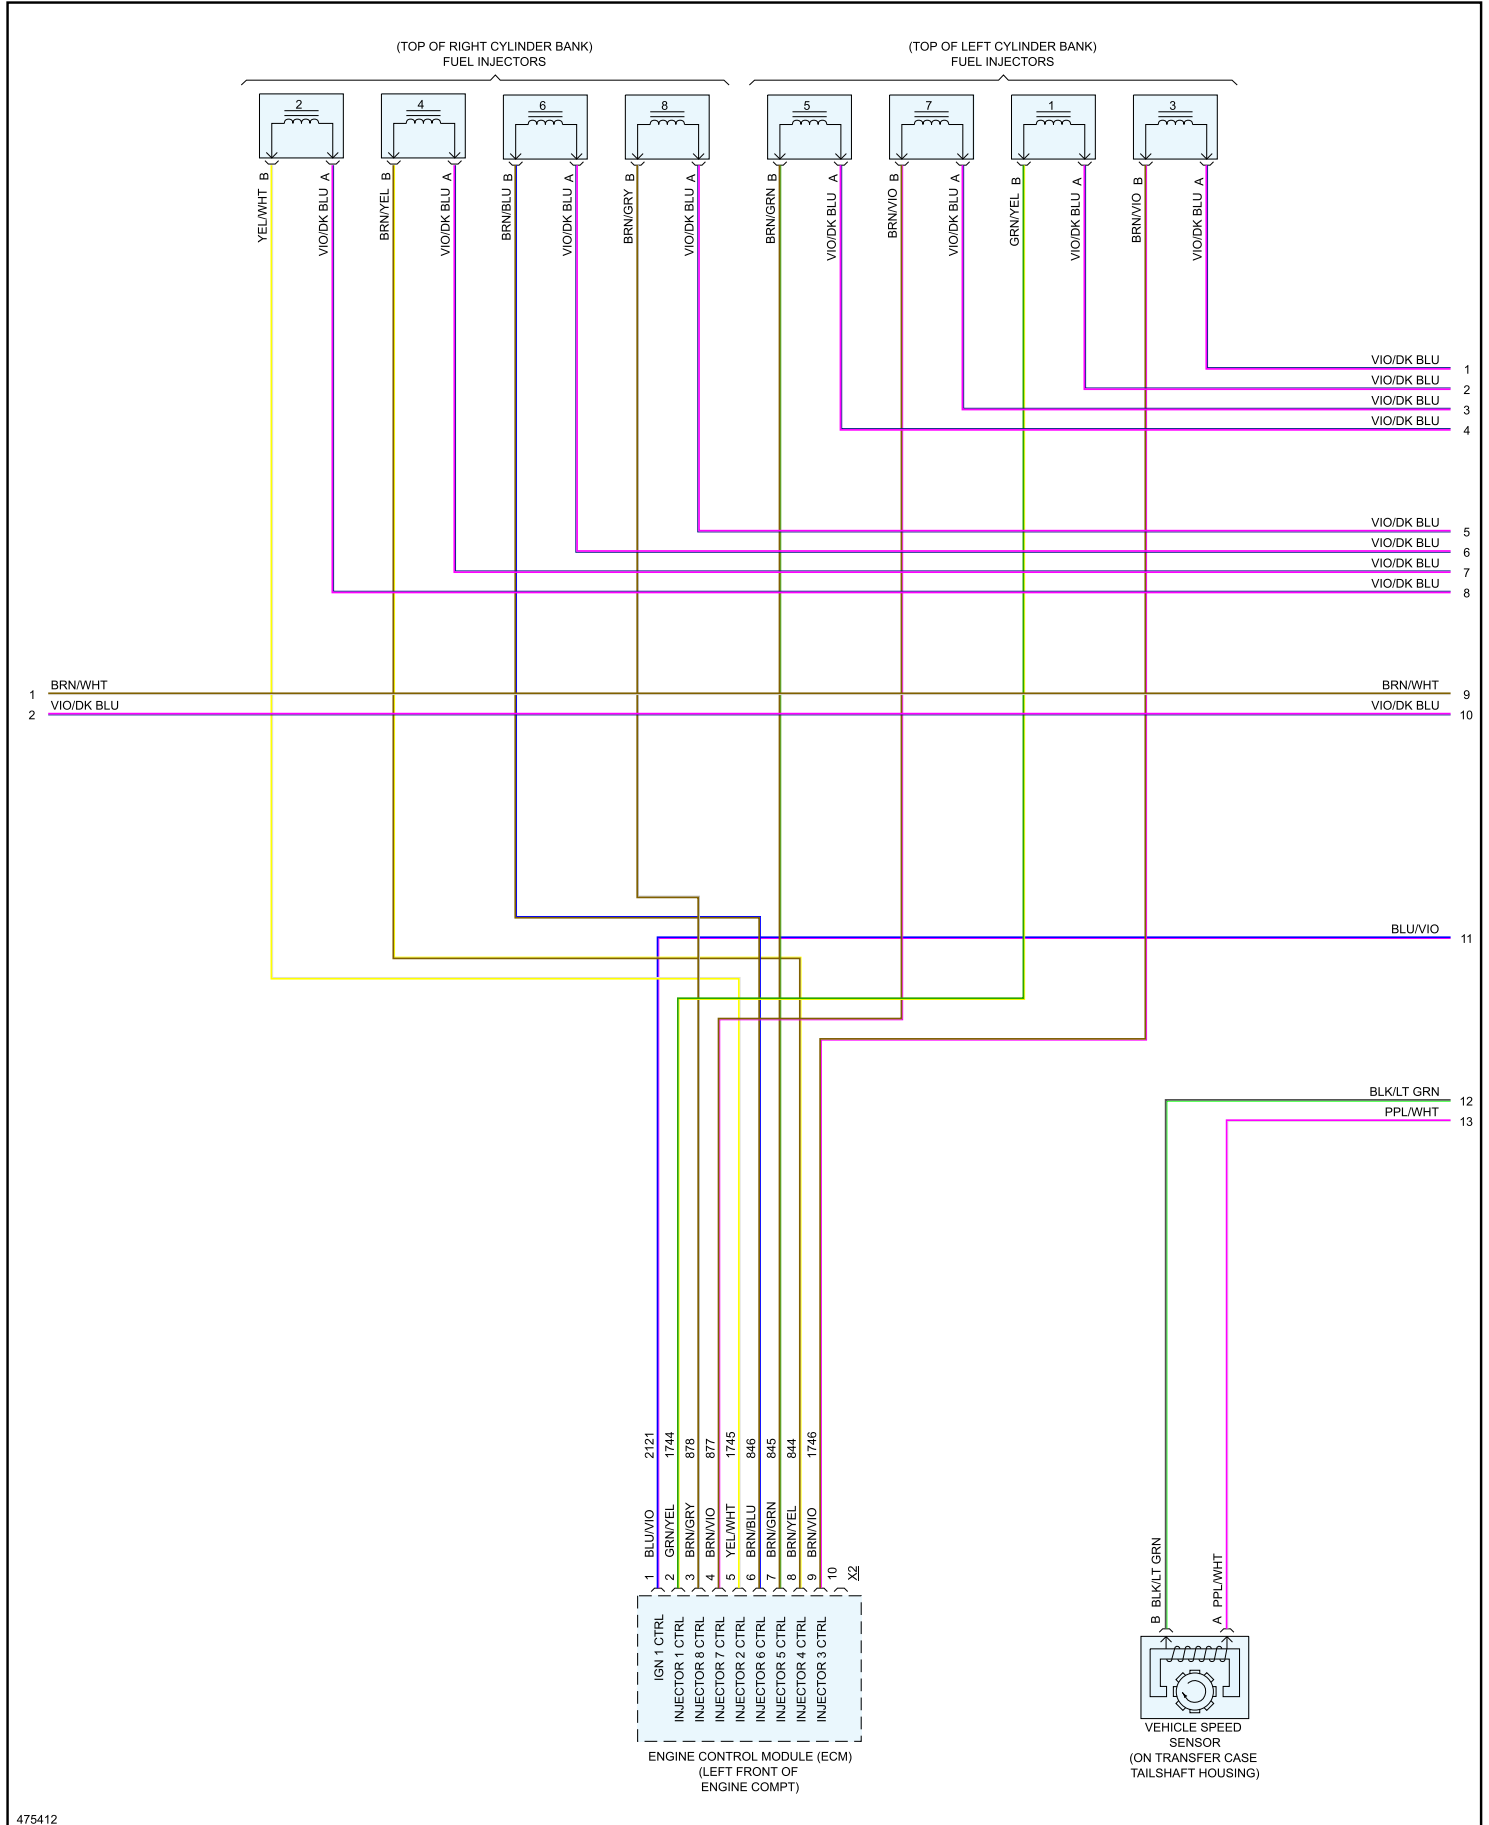 (TOP OF RIGHT CYLINDER BANK)
FUEL INJECTORS
(TOP OF LEFT CYLINDER BANK)
FUEL INJECTORS
2
4
6
8
5
7
1
3
B
A
B
A
B
A
B
A
B
A
B
A
B
A
B
A
YEL/WHT
VIO/DK BLU
BRN/YEL
VIO/DK BLU
BRN/BLU
VIO/DK BLU
BRN/GRY
VIO/DK BLU
BRN/GRN
VIO/DK BLU
BRN/VIO
VIO/DK BLU
GRN/YEL
VIO/DK BLU
BRN/VIO
VIO/DK BLU
VIO/DK BLU 1
VIO/DK BLU 2
VIO/DK BLU 3
VIO/DK BLU 4
VIO/DK BLU 5
VIO/DK BLU 6
VIO/DK BLU 7
VIO/DK BLU 8
1 BRN/WHT
BRN/WHT 9
2 VIO/DK BLU
VIO/DK BLU 10
BLU/VIO 11
BLK/LT GRN 12
PPL/WHT 13
2121
1744
878
877
1745
846
845
844
1746
BLU/VIO
GRN/YEL
BRN/GRY
BRN/VIO
YEL/WHT
BRN/BLU
BRN/GRN
BRN/YEL
BRN/VIO
1
2
3
4
5
6
7
8
9
10
X2
IGN 1 CTRL
INJECTOR 1 CTRL
INJECTOR 8 CTRL
INJECTOR 7 CTRL
INJECTOR 2 CTRL
INJECTOR 6 CTRL
INJECTOR 5 CTRL
INJECTOR 4 CTRL
INJECTOR 3 CTRL
ENGINE CONTROL MODULE (ECM)
(LEFT FRONT OF
ENGINE COMPT)
B BLK/LT GRN
A PPL/WHT
VEHICLE SPEED
SENSOR
(ON TRANSFER CASE
TAILSHAFT HOUSING)
475412